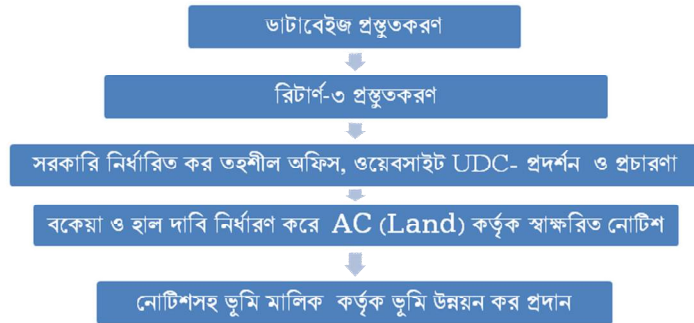 ডাটাবেইজ প্রস্তুতকরণ
রিটার্ণ-৩ প্রস্তুতকরণ
সরকারি নির্ধারিত কর তহশীল অফিস, ওয়েবসাইট UDC- প্রদর্শন ও প্রচারণা
বকেয়া ও হাল দাবি নির্ধারণ করে AC (Land) কর্তৃক স্বাক্ষরিত নোটিশ
নোটিশসহ ভূমি মালিক কর্তৃক ভূমি উন্নয়ন কর প্রদান